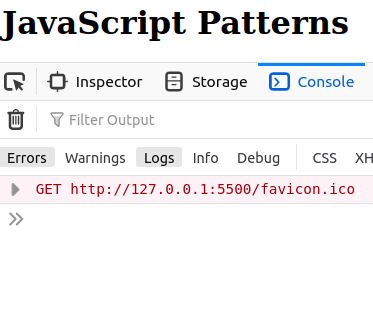 JavaScript Patterns
Inspector Storage Console
Filter Output
Errors Warnings Logs Info Debug CSS XH
GET http://127.0.0.1:5500/favicon.ico